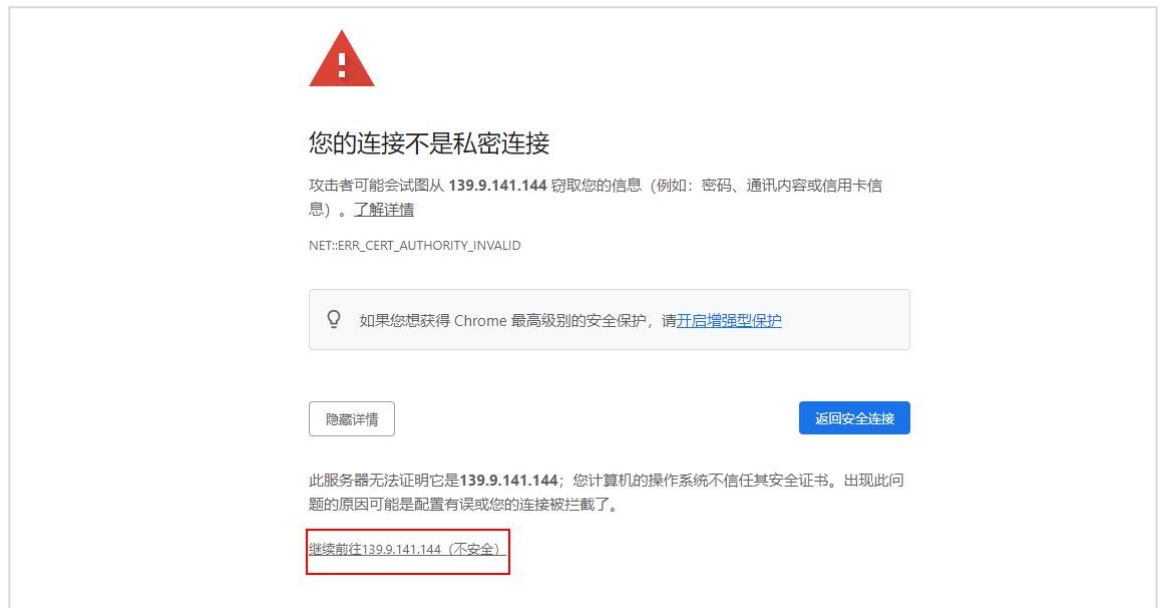 您的连接不是私密连接
攻击者可能会试图从 139.9.141.144 窃取您的信息（例如：密码、通讯内容或信用卡信
息）。了解详情
NET::ERR_CERT_AUTHORITY_INVALID
如果您想获得 Chrome 最高级别的安全保护，请开启增强型保护
隐藏详情
返回安全连接
此服务器无法证明它是139.9.141.144；您计算机的操作系统不信任其安全证书。出现此问
题的原因可能是配置有误或您的连接被拦截了。
继续前往139.9.141.144（不安全）